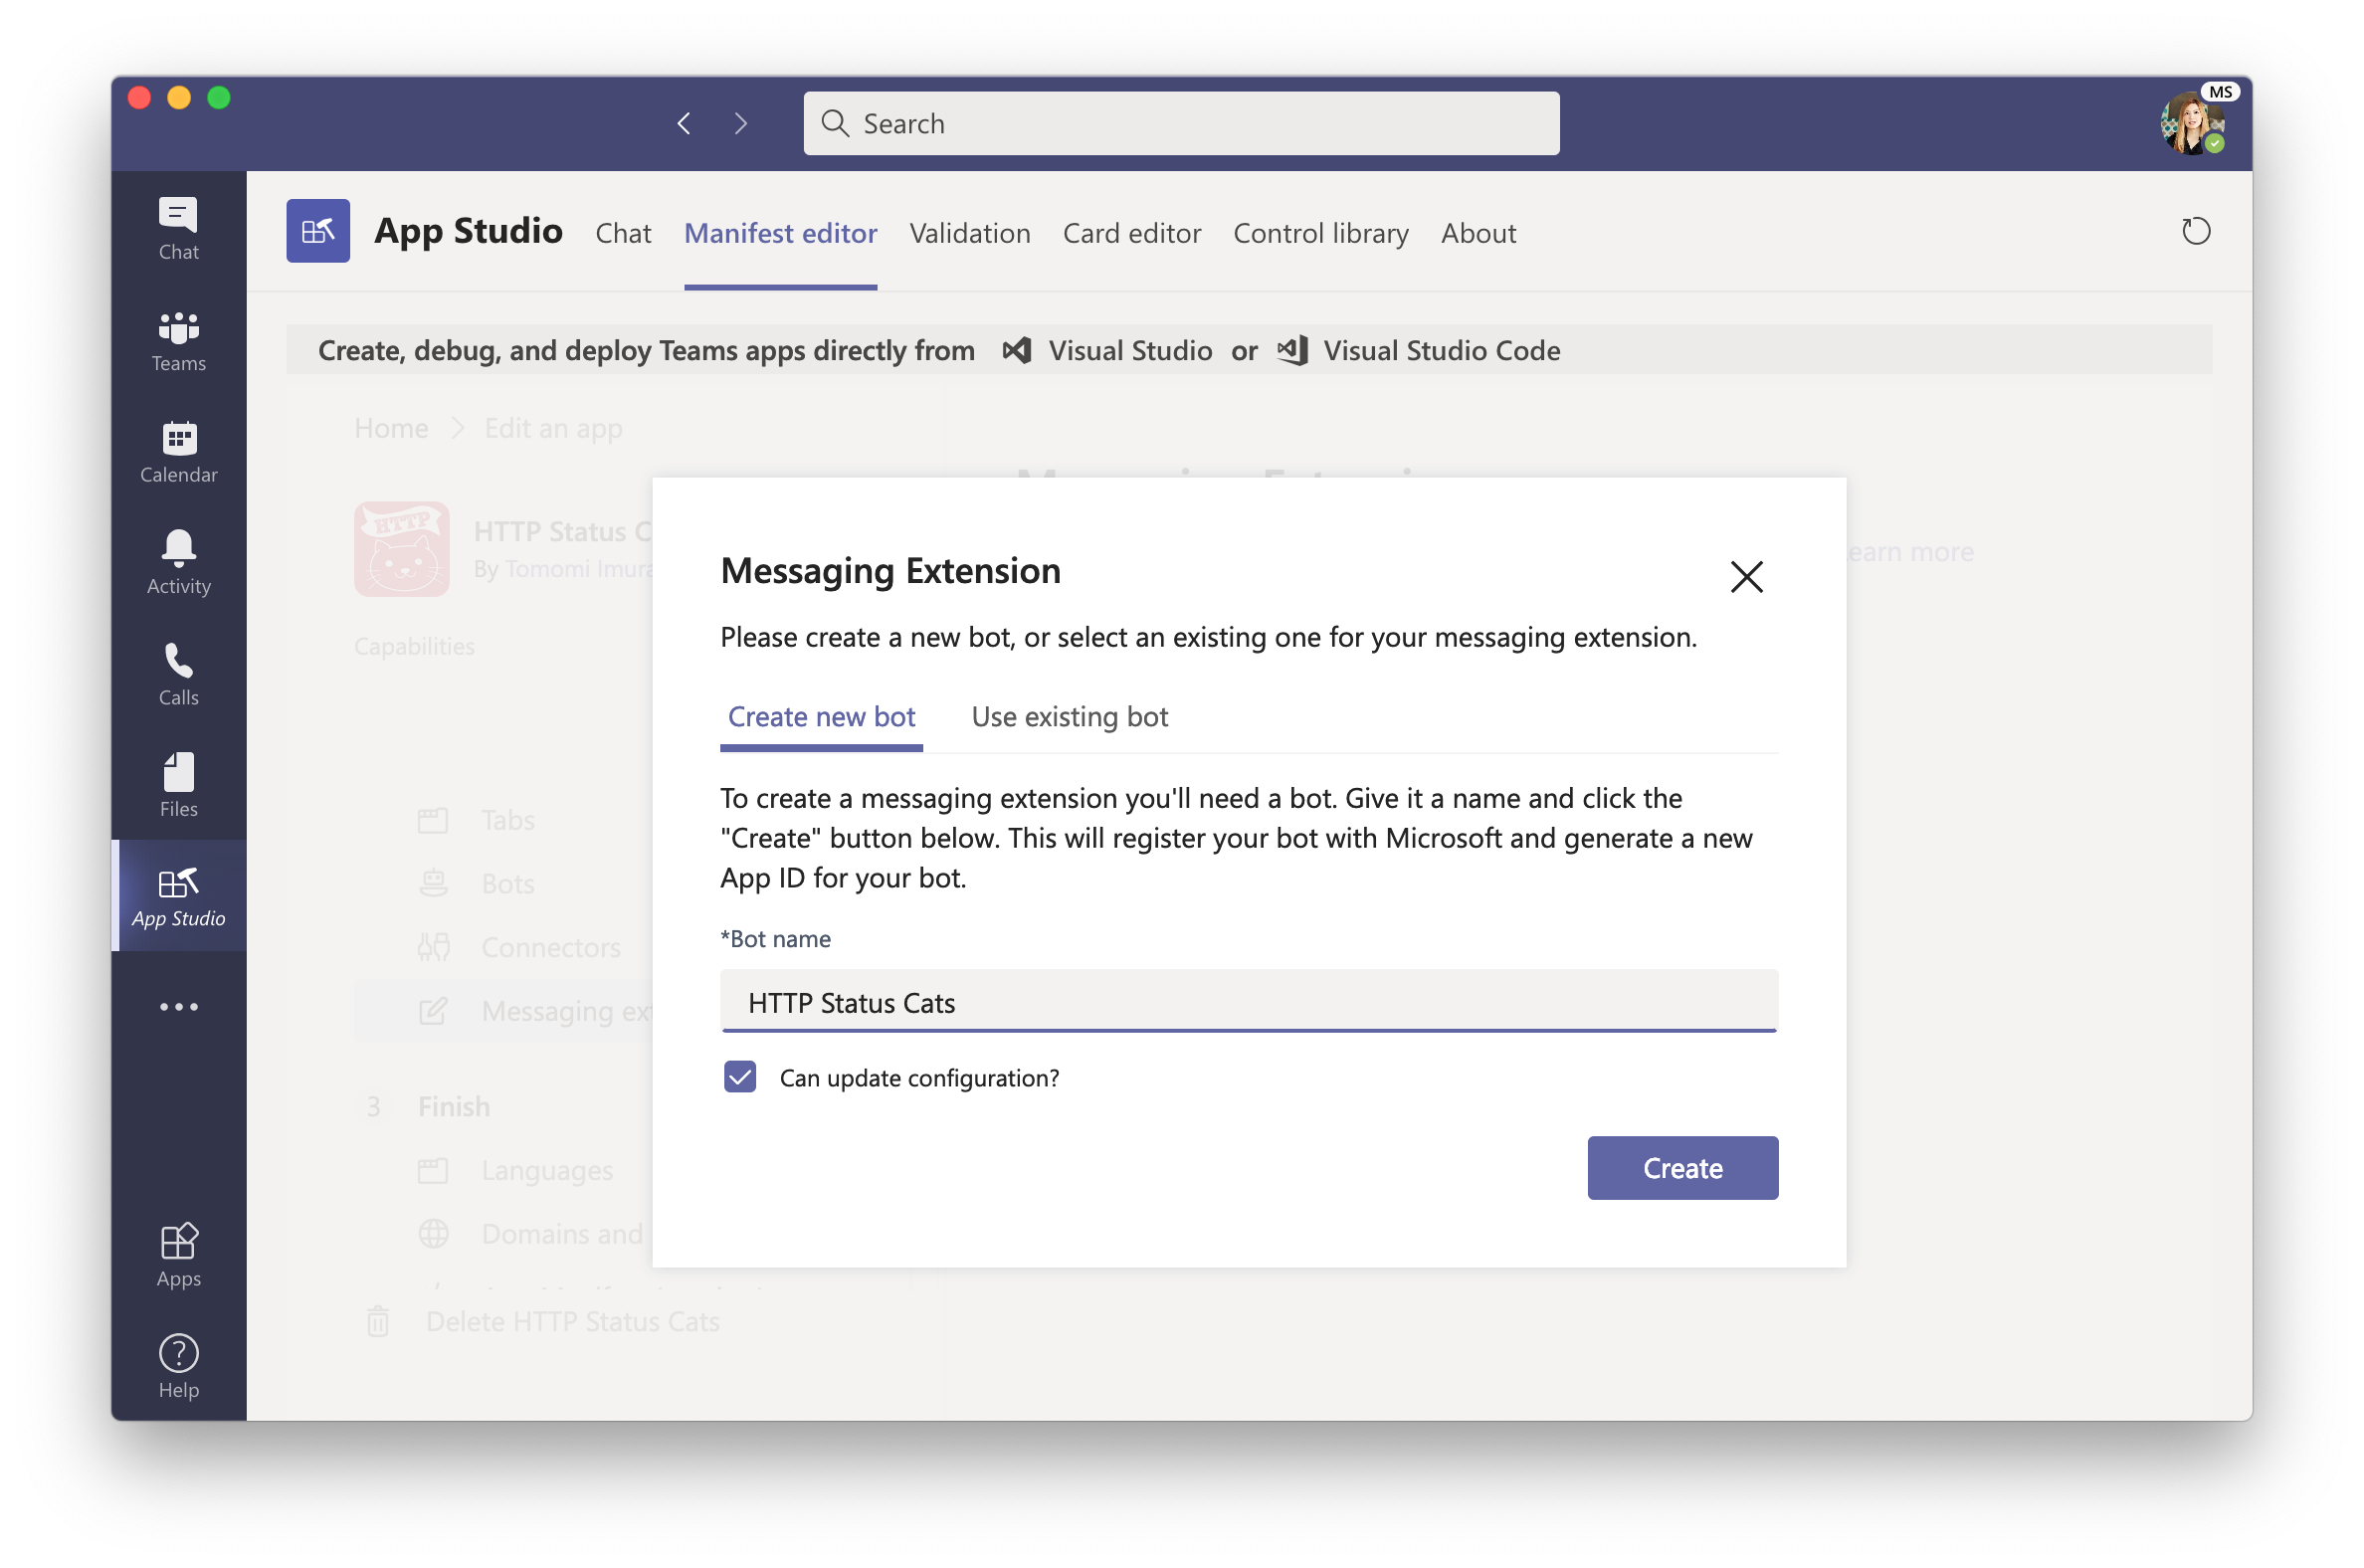 MS
Search
Chat
Teams
Calendar
Activity
Calls
Files
App Studio
Apps
Help
App Studio Chat Manifest editor Validation Card editor Control library About
Create, debug, and deploy Teams apps directly from Visual Studio or Visual Studio Code
Home > Edit an app
HTTP
HTTP Status C
By Tomomi Imura
Capabilities
Tabs
Bots
Connectors
Messaging ext
3 Finish
Languages
Domains and
Delete HTTP Status Cats
earn more
Messaging Extension
Please create a new bot, or select an existing one for your messaging extension.
Create new bot Use existing bot
To create a messaging extension you'll need a bot. Give it a name and click the
"Create" button below. This will register your bot with Microsoft and generate a new
App ID for your bot.
*Bot name
HTTP Status Cats
Can update configuration?
Create